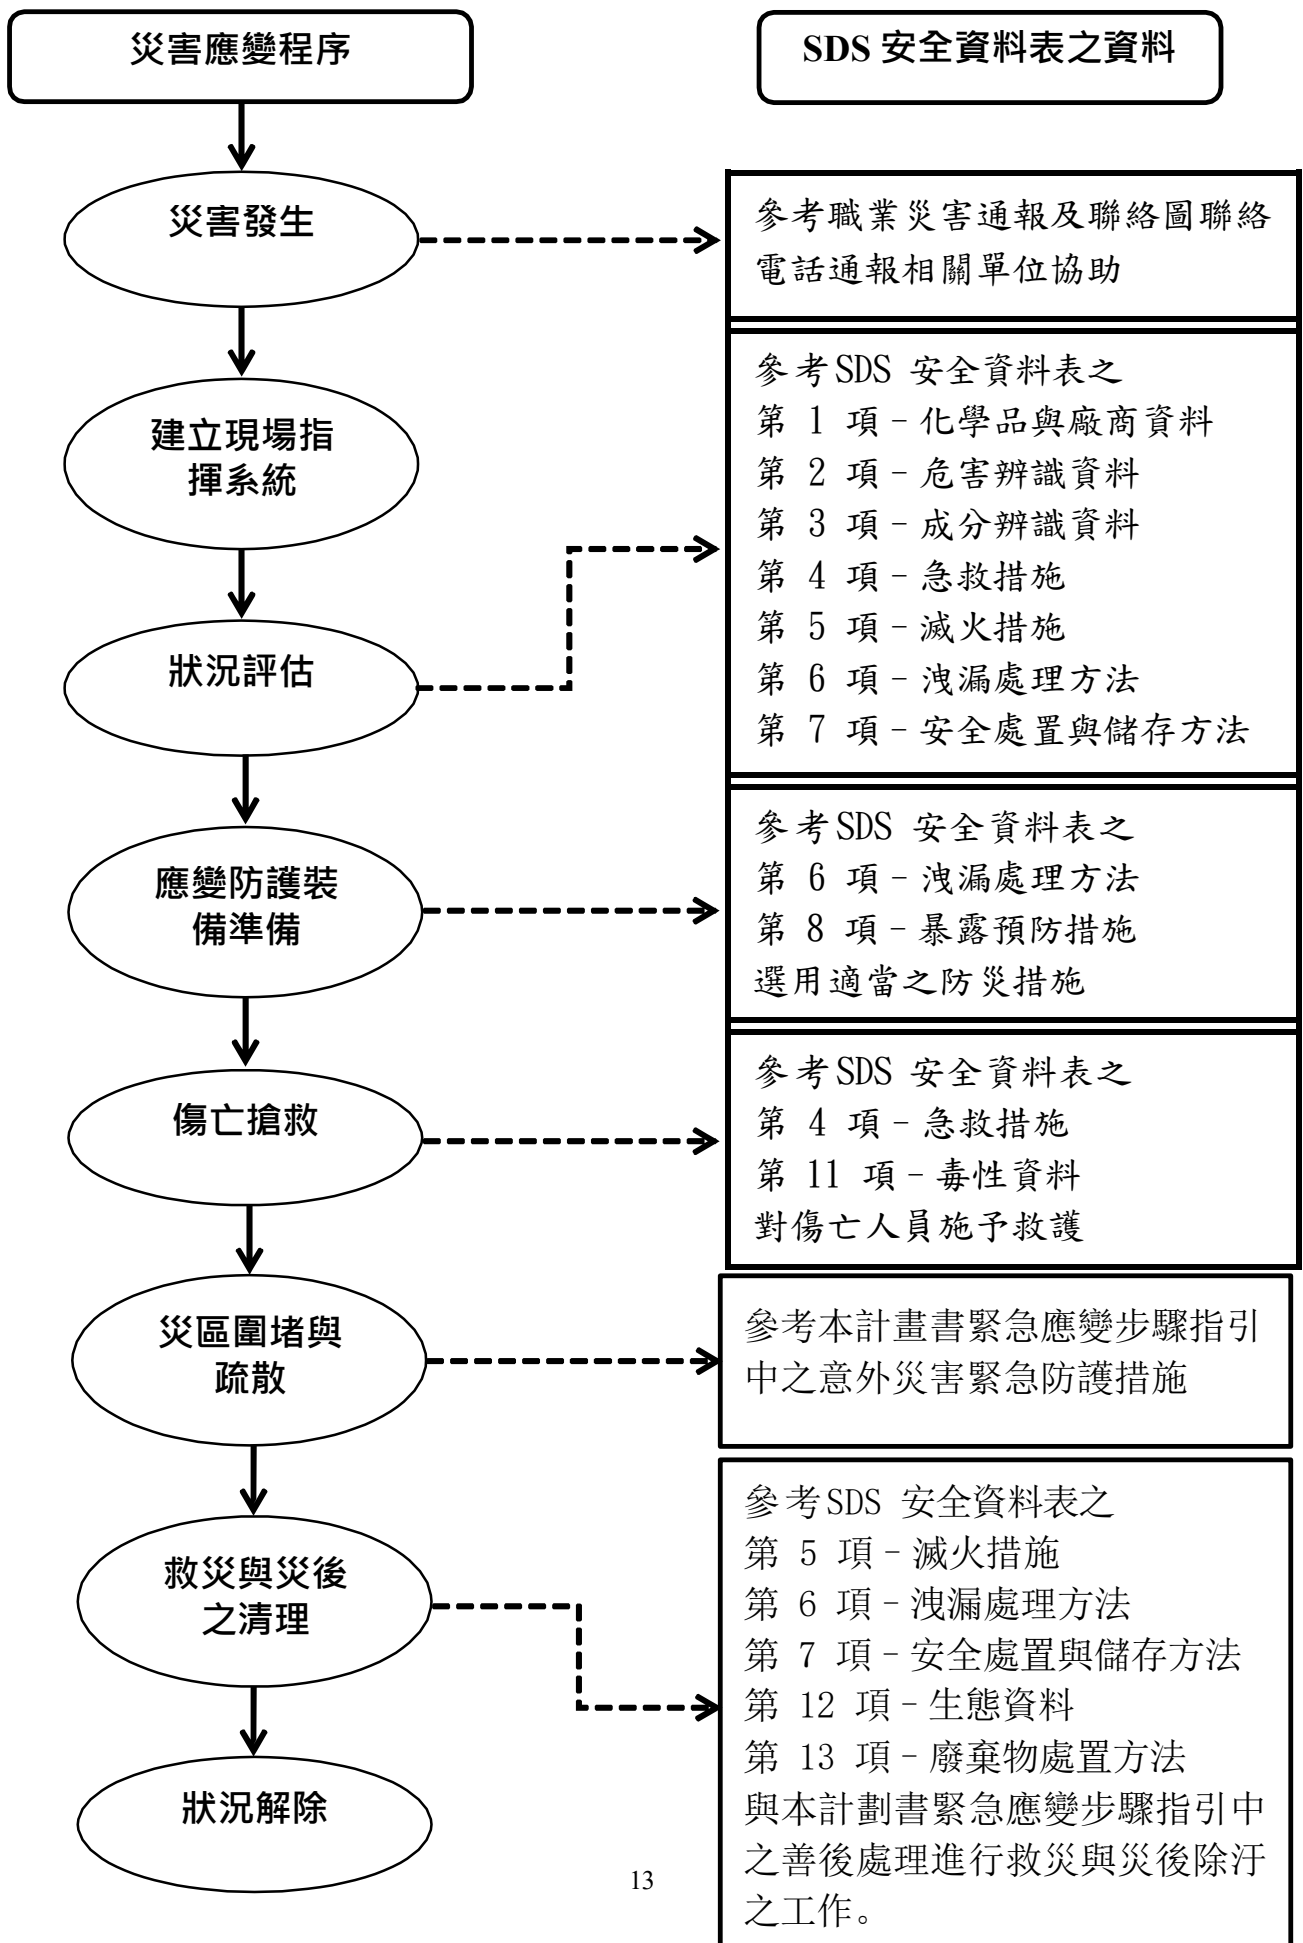 災害應變程序
SDS 安全資料表之資料
災害發生
參考職業災害通報及聯絡圖聯絡
電話通報相關單位協助
建立現場指
揮系統
狀況評估
參考SDS 安全資料表之
第 1 項－化學品與廠商資料
第 2 項－危害辨識資料
第 3 項－成分辨識資料
第 4 項－急救措施
第 5 項－滅火措施
第 6 項－洩漏處理方法
第 7 項－安全處置與儲存方法
應變防護裝
備準備
參考SDS 安全資料表之
第 6 項－洩漏處理方法
第 8 項－暴露預防措施
選用適當之防災措施
傷亡搶救
參考SDS 安全資料表之
第 4 項－急救措施
第 11 項－毒性資料
對傷亡人員施予救護
災區圍堵與
疏散
參考本計畫書緊急應變步驟指引
中之意外災害緊急防護措施
救災與災後
之清理
參考SDS 安全資料表之
第 5 項－滅火措施
第 6 項－洩漏處理方法
第 7 項－安全處置與儲存方法
第 12 項－生態資料
第 13 項－廢棄物處置方法
與本計劃書緊急應變步驟指引中
之善後處理進行救災與災後除汙
之工作。
狀況解除
13